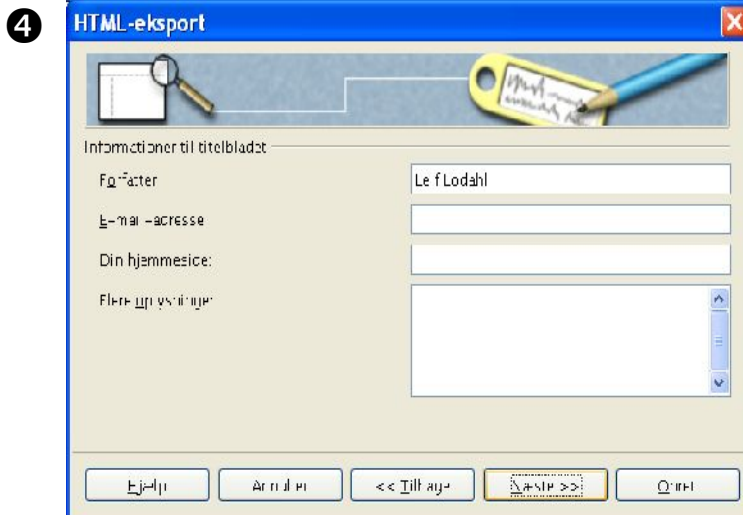 4
HTML-eksport
Informationer til titelbladet
Forfatter
Leif Lodahl
E-mail-adresse
Din hjemmeside:
Flere oplysninger
Hjælp
Annuller
<< Tilbage
Næste >>
Opret